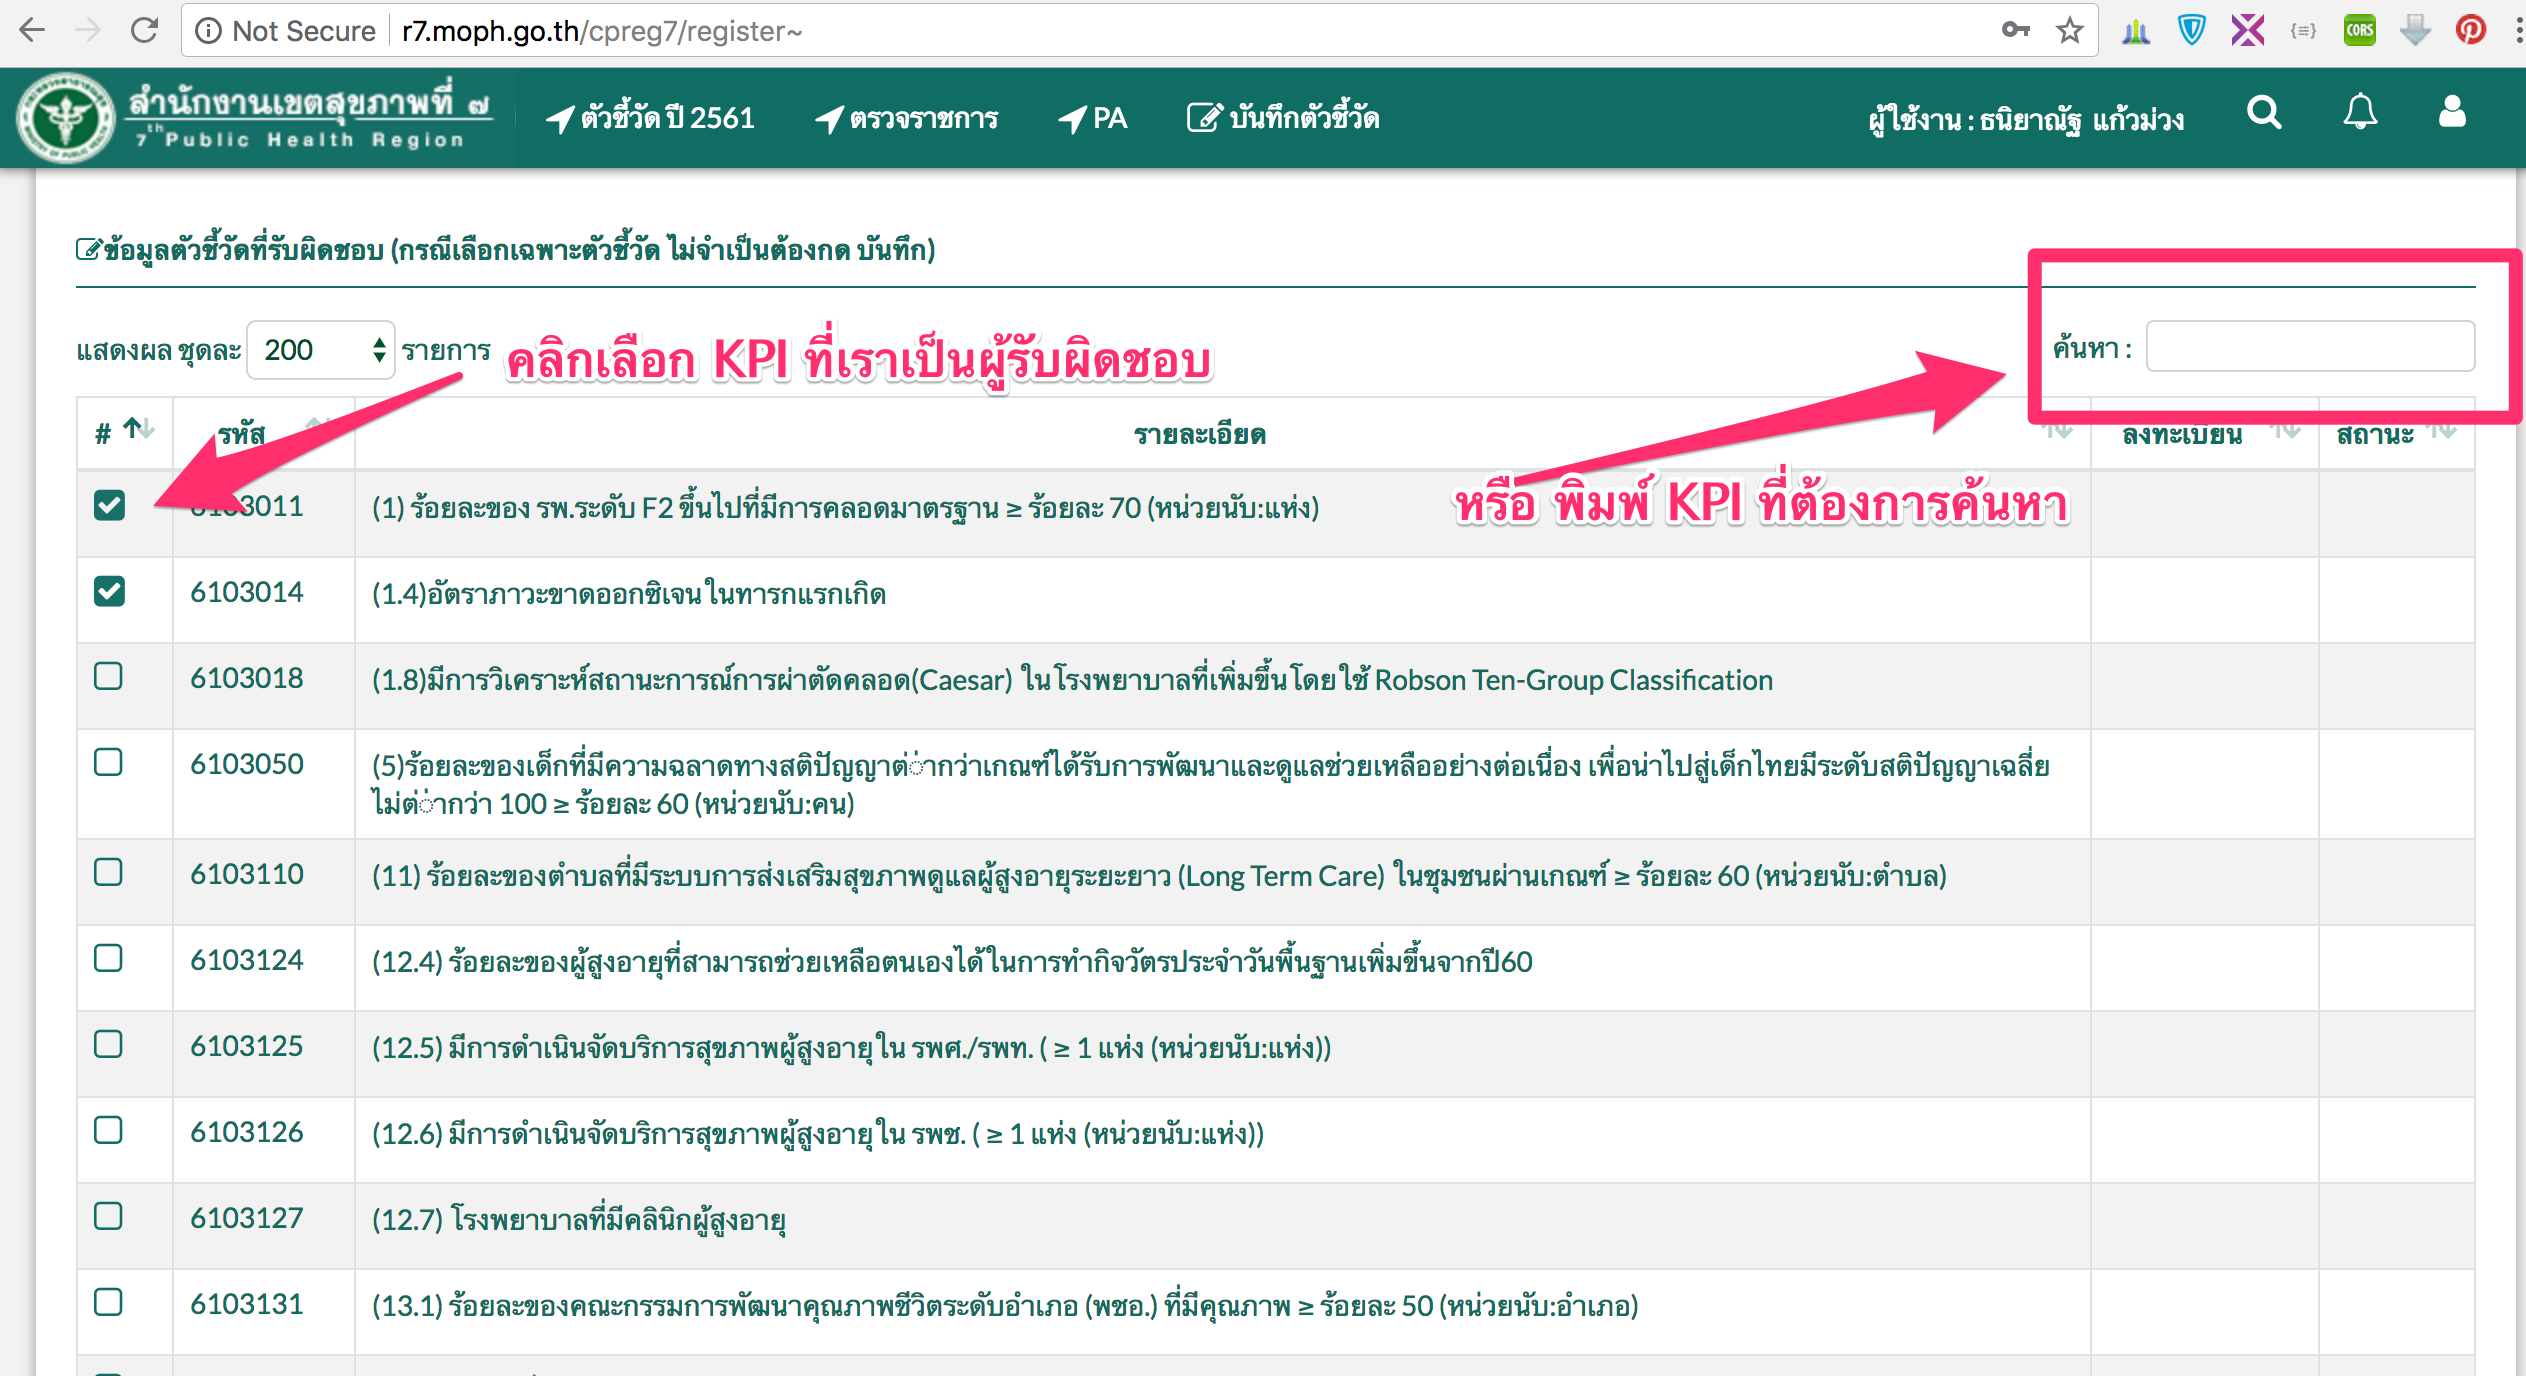 Not Secure r7.moph.go.th/cpreg7/register~
CORS
สำนักงานเขตสุขภาพที่ ๗
7th Public Health Region
ตัวชี้วัด ปี 2561 ตรวจราชการ PA บันทึกตัวชี้วัด ผู้ใช้งาน : ธนิยาณัฐ แก้วม่วง
ข้อมูลตัวชี้วัดที่รับผิดชอบ (กรณีเลือกเฉพาะตัวชี้วัด ไม่จำเป็นต้องกด บันทึก)
แสดงผล ชุดละ 200 รายการ ค้นหา :
คลิกเลือก KPI ที่เราเป็นผู้รับผิดชอบ
# รหัส รายละเอียด ลงทะเบียน สถานะ
6103011 (1) ร้อยละของ รพ.ระดับ F2 ขึ้นไปที่มีการคลอดมาตรฐาน ≥ ร้อยละ 70 (หน่วยนับ:แห่ง)
หรือ พิมพ์ KPI ที่ต้องการค้นหา
6103014 (1.4)อัตราภาวะขาดออกซิเจนในทารกแรกเกิด
6103018 (1.8)มีการวิเคราะห์สถานะการณ์การผ่าตัดคลอด(Caesar) ในโรงพยาบาลที่เพิ่มขึ้นโดยใช้ Robson Ten-Group Classification
6103050 (5)ร้อยละของเด็กที่มีความฉลาดทางสติปัญญาต่่ากว่าเกณฑ์ได้รับการพัฒนาและดูแลช่วยเหลืออย่างต่อเนื่อง เพื่อน่าไปสู่เด็กไทยมีระดับสติปัญญาเฉลี่ย
ไม่ต่่ากว่า 100 ≥ ร้อยละ 60 (หน่วยนับ:คน)
6103110 (11) ร้อยละของตำบลที่มีระบบการส่งเสริมสุขภาพดูแลผู้สูงอายุระยะยาว (Long Term Care) ในชุมชนผ่านเกณฑ์ ≥ ร้อยละ 60 (หน่วยนับ:ตำบล)
6103124 (12.4) ร้อยละของผู้สูงอายุที่สามารถช่วยเหลือตนเองได้ในการทำกิจวัตรประจำวันพื้นฐานเพิ่มขึ้นจากปี60
6103125 (12.5) มีการดำเนินจัดบริการสุขภาพผู้สูงอายุใน รพศ./รพท. ( ≥ 1 แห่ง (หน่วยนับ:แห่ง))
6103126 (12.6) มีการดำเนินจัดบริการสุขภาพผู้สูงอายุใน รพช. ( ≥ 1 แห่ง (หน่วยนับ:แห่ง))
6103127 (12.7) โรงพยาบาลที่มีคลินิกผู้สูงอายุ
6103131 (13.1) ร้อยละของคณะกรรมการพัฒนาคุณภาพชีวิตระดับอำเภอ (พชอ.) ที่มีคุณภาพ ≥ ร้อยละ 50 (หน่วยนับ:อำเภอ)